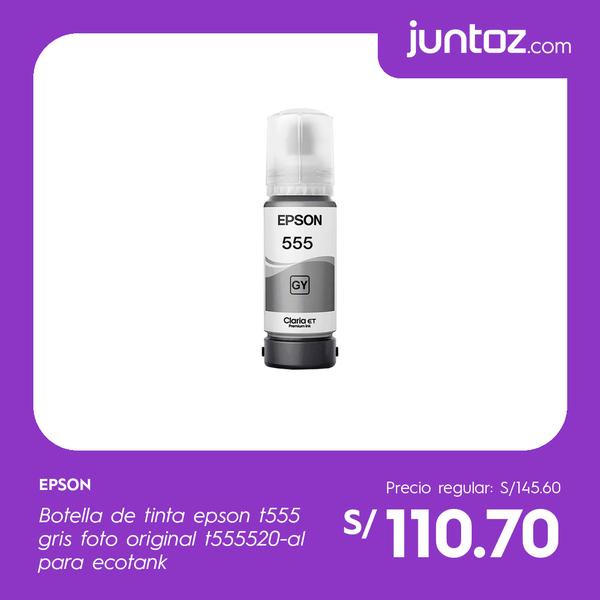 juntoz.com
EPSON
555
GY
Claria ET
Premium Ink
EPSON
Botella de tinta epson t555
gris foto original t555520-al
para ecotank
Precio regular: S/145.60
S/110.70